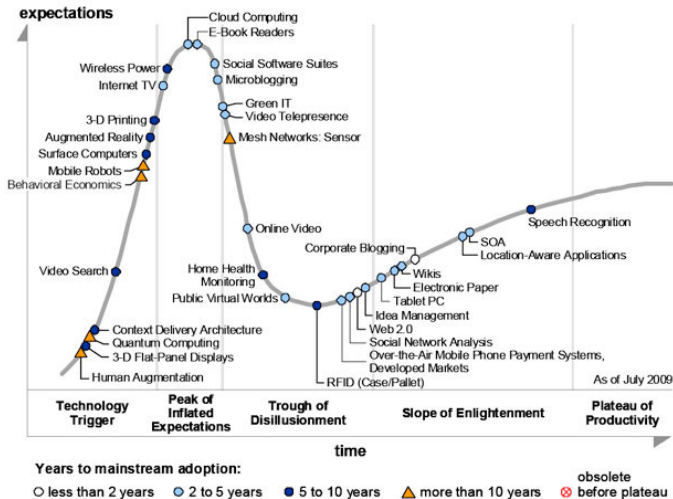 expectations
Cloud Computing
E-Book Readers
Wireless Power
Social Software Suites
Internet TV
Microblogging
Green IT
3-D Printing
Video Telepresence
Augmented Reality
Mesh Networks: Sensor
Surface Computers
Mobile Robots
Behavioral Economics
Online Video
Speech Recognition
Corporate Blogging
SOA
Location-Aware Applications
Video Search
Home Health
Monitoring
Wikis
Electronic Paper
Public Virtual Worlds
Tablet PC
Idea Management
Context Delivery Architecture
Web 2.0
Quantum Computing
Social Network Analysis
3-D Flat-Panel Displays
Over-the-Air Mobile Phone Payment Systems,
Developed Markets
Human Augmentation
RFID (Case/Pallet)
As of July 2009
Technology
Trigger
Peak of
Inflated
Expectations
Trough of
Disillusionment
Slope of Enlightenment
Plateau of
Productivity
time
Years to mainstream adoption:
less than 2 years
2 to 5 years
5 to 10 years
more than 10 years
obsolete
before plateau